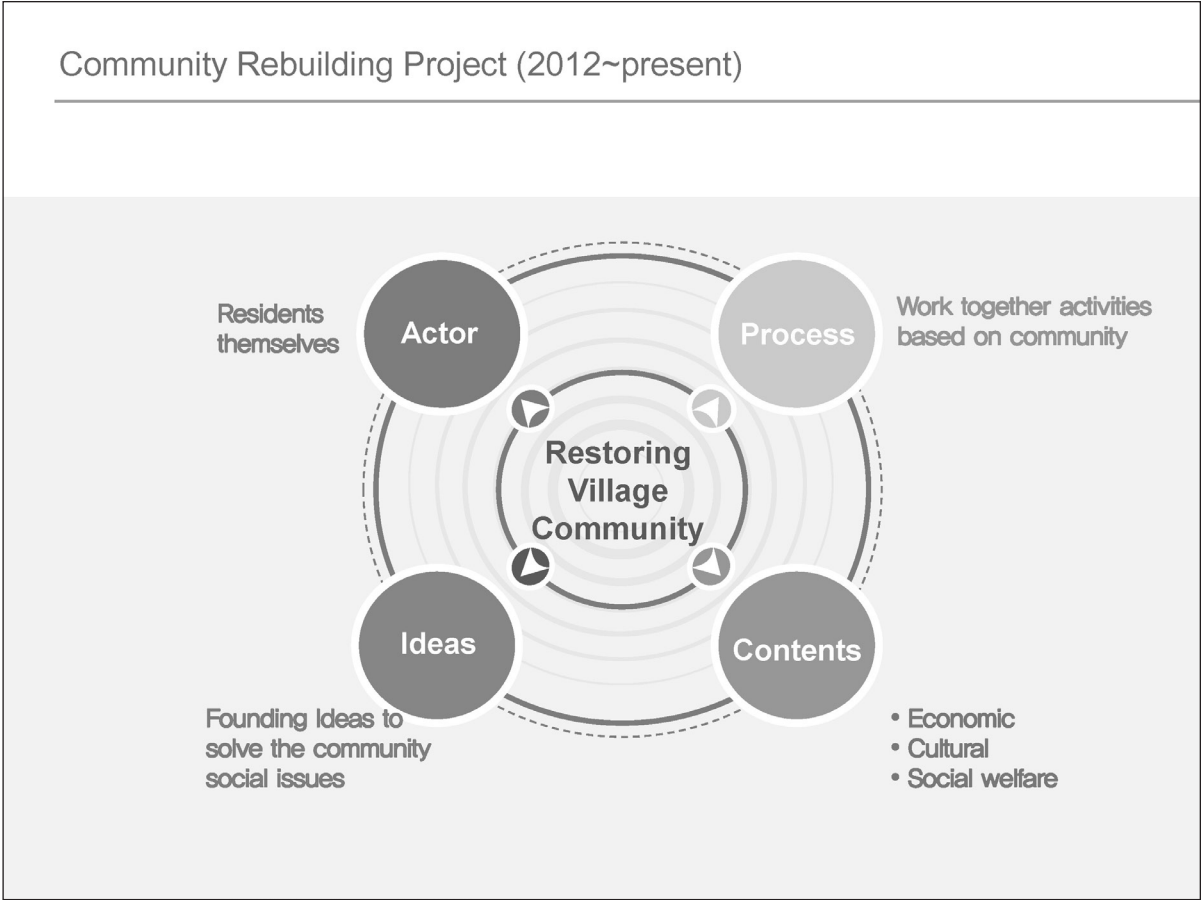 Community Rebuilding Project (2012~present)
Residents
themselves
Actor
Process
Work together activities
based on community
Restoring
Village
Community
Ideas
Founding Ideas to
solve the community
social issues
Contents
• Economic
• Cultural
• Social welfare